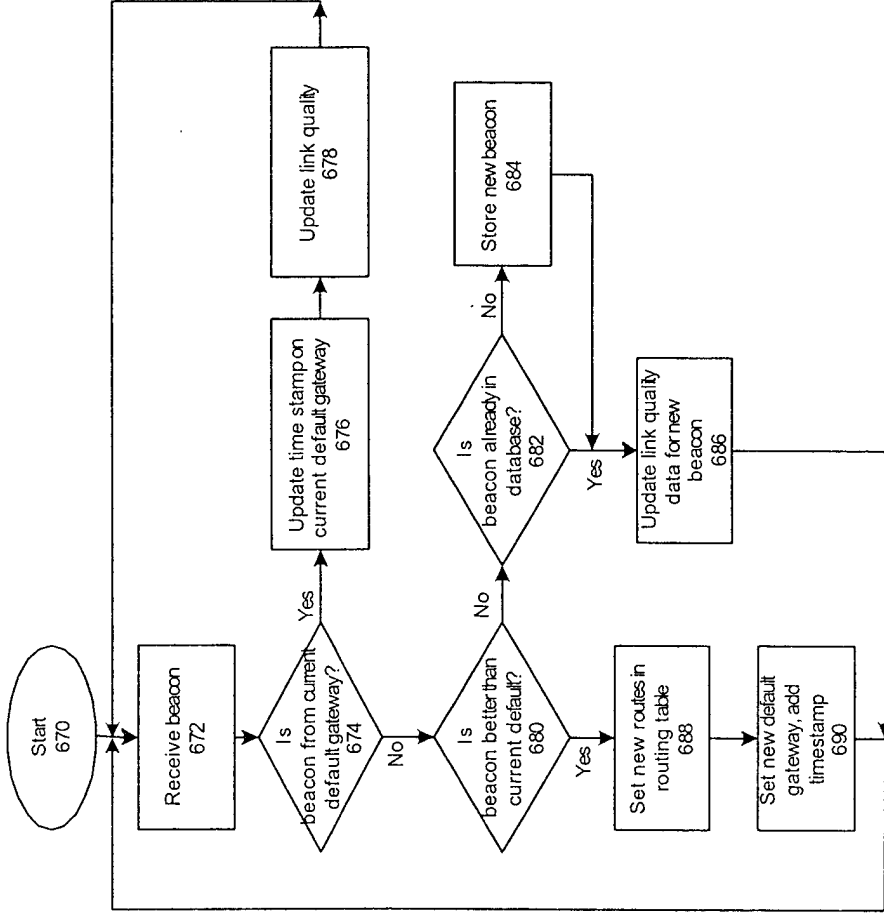 Start
670
Receive beacon
672
Is
beacon from current
default gateway?
674
Yes
No
Update time stamp on
current default gateway
676
Update link quality
678
Is
beacon better than
current default?
680
No
Yes
Is
beacon already in
database?
682
No
Yes
Store new beacon
684
Update link quality
data for new
beacon
686
Set new routes in
routing table
688
Set new default
gateway, add
timestamp
690